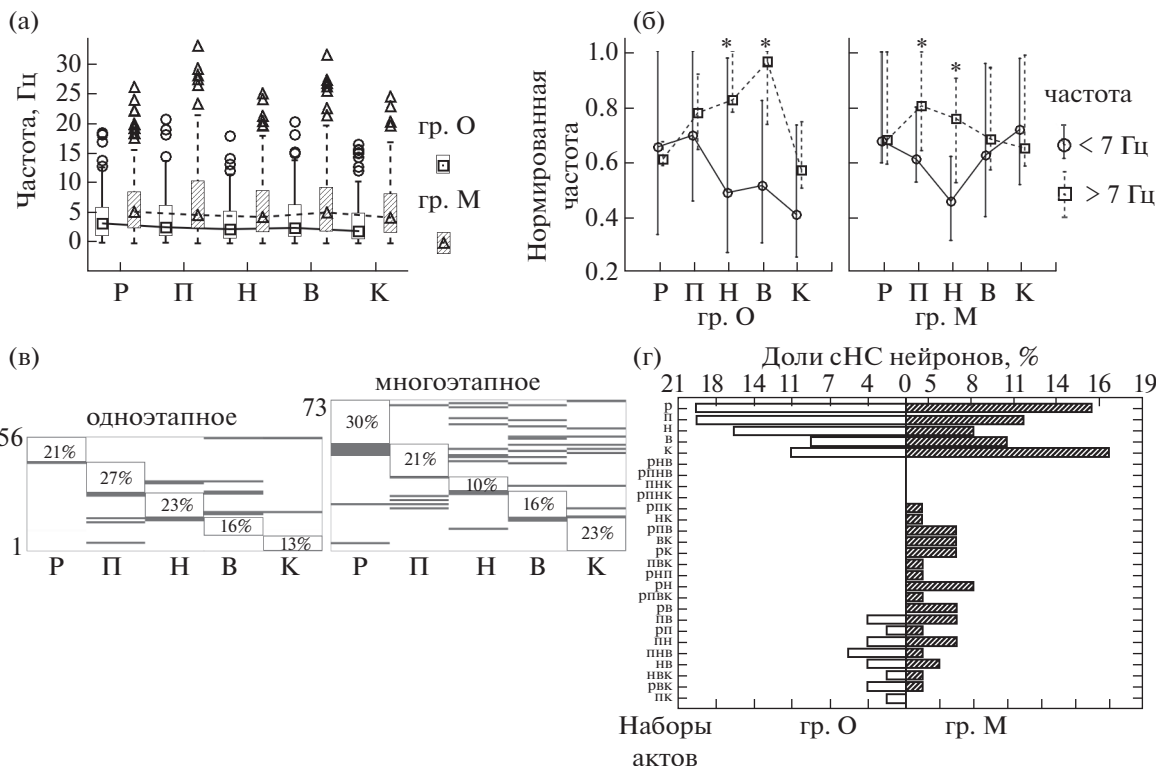 (а)
Частота, Гц
30
25
20
15
10
5
0
Р П Н В К
гр. О
гр. М
(б)
Нормированная
частота
1.0
0.8
0.6
0.4
0.2
* *
* *
Р П Н В К
гр. О
Р П Н В К
гр. М
частота
< 7 Гц
> 7 Гц
(в)
одноэтапное
56
1
21%
27%
23%
16%
13%
Р П Н В К
многоэтапное
73
30%
21%
10%
16%
23%
Р П Н В К
(г)
Доли сНС нейронов, %
21 18 14 11 7 4 0 5 8 11 14 16 19
р
п
н
в
к
рнв
рпнв
пнк
рпнк
рпк
нк
рпв
вк
рк
пвк
рнп
рн
рпвк
рв
пв
рп
пн
пнв
нв
нвк
рвк
пк
Наборы
актов
гр. О
гр. М